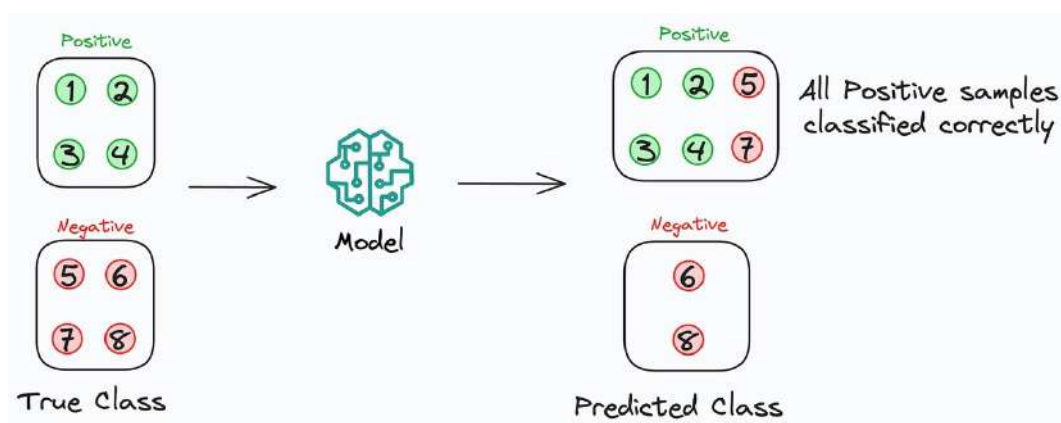 Positive
1 2
3 4
Negative
5 6
7 8
True Class
Model
Positive
1 2 5
3 4 7
All Positive samples
classified correctly
Negative
6
8
Predicted Class